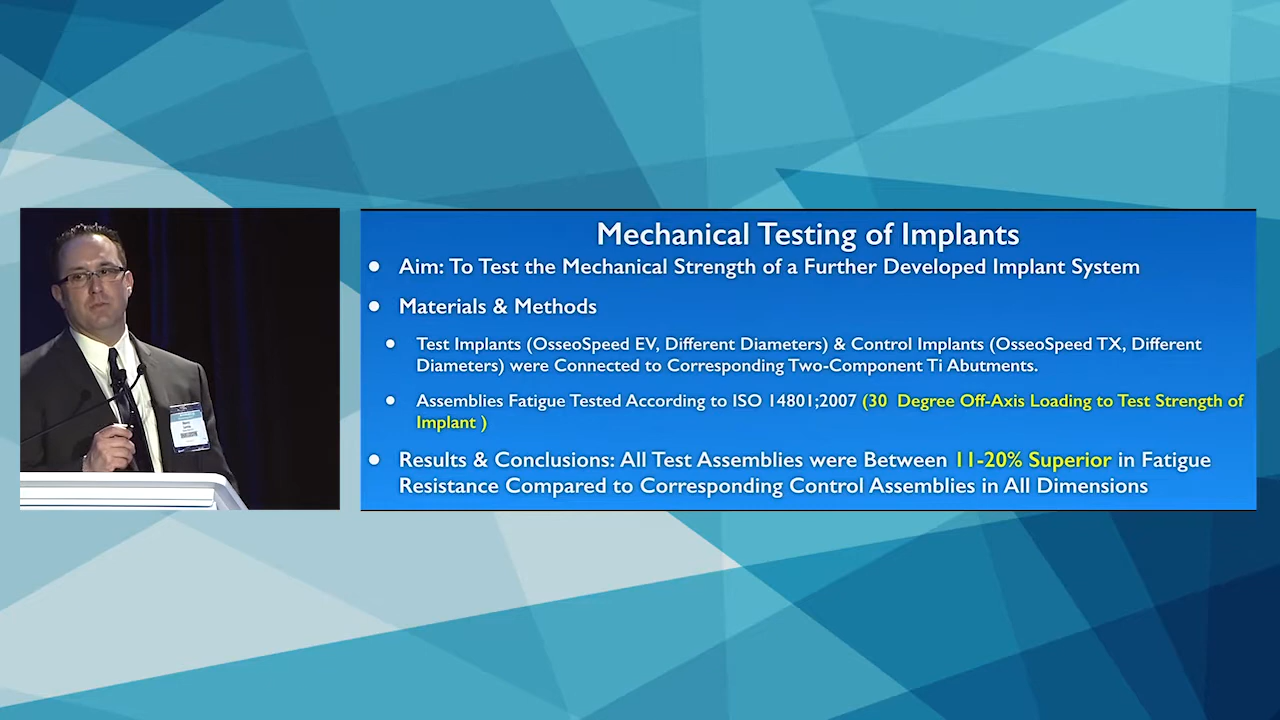 Mechanical Testing of Implants
● Aim: To Test the Mechanical Strength of a Further Developed Implant System
● Materials & Methods
● Test Implants (OsseoSpeed EV, Different Diameters) & Control Implants (OsseoSpeed TX, Different
Diameters) were Connected to Corresponding Two-Component Ti Abutments.
● Assemblies Fatigue Tested According to ISO 14801;2007 (30 Degree Off-Axis Loading to Test Strength of
Implant )
● Results & Conclusions: All Test Assemblies were Between 11-20% Superior in Fatigue
Resistance Compared to Corresponding Control Assemblies in All Dimensions